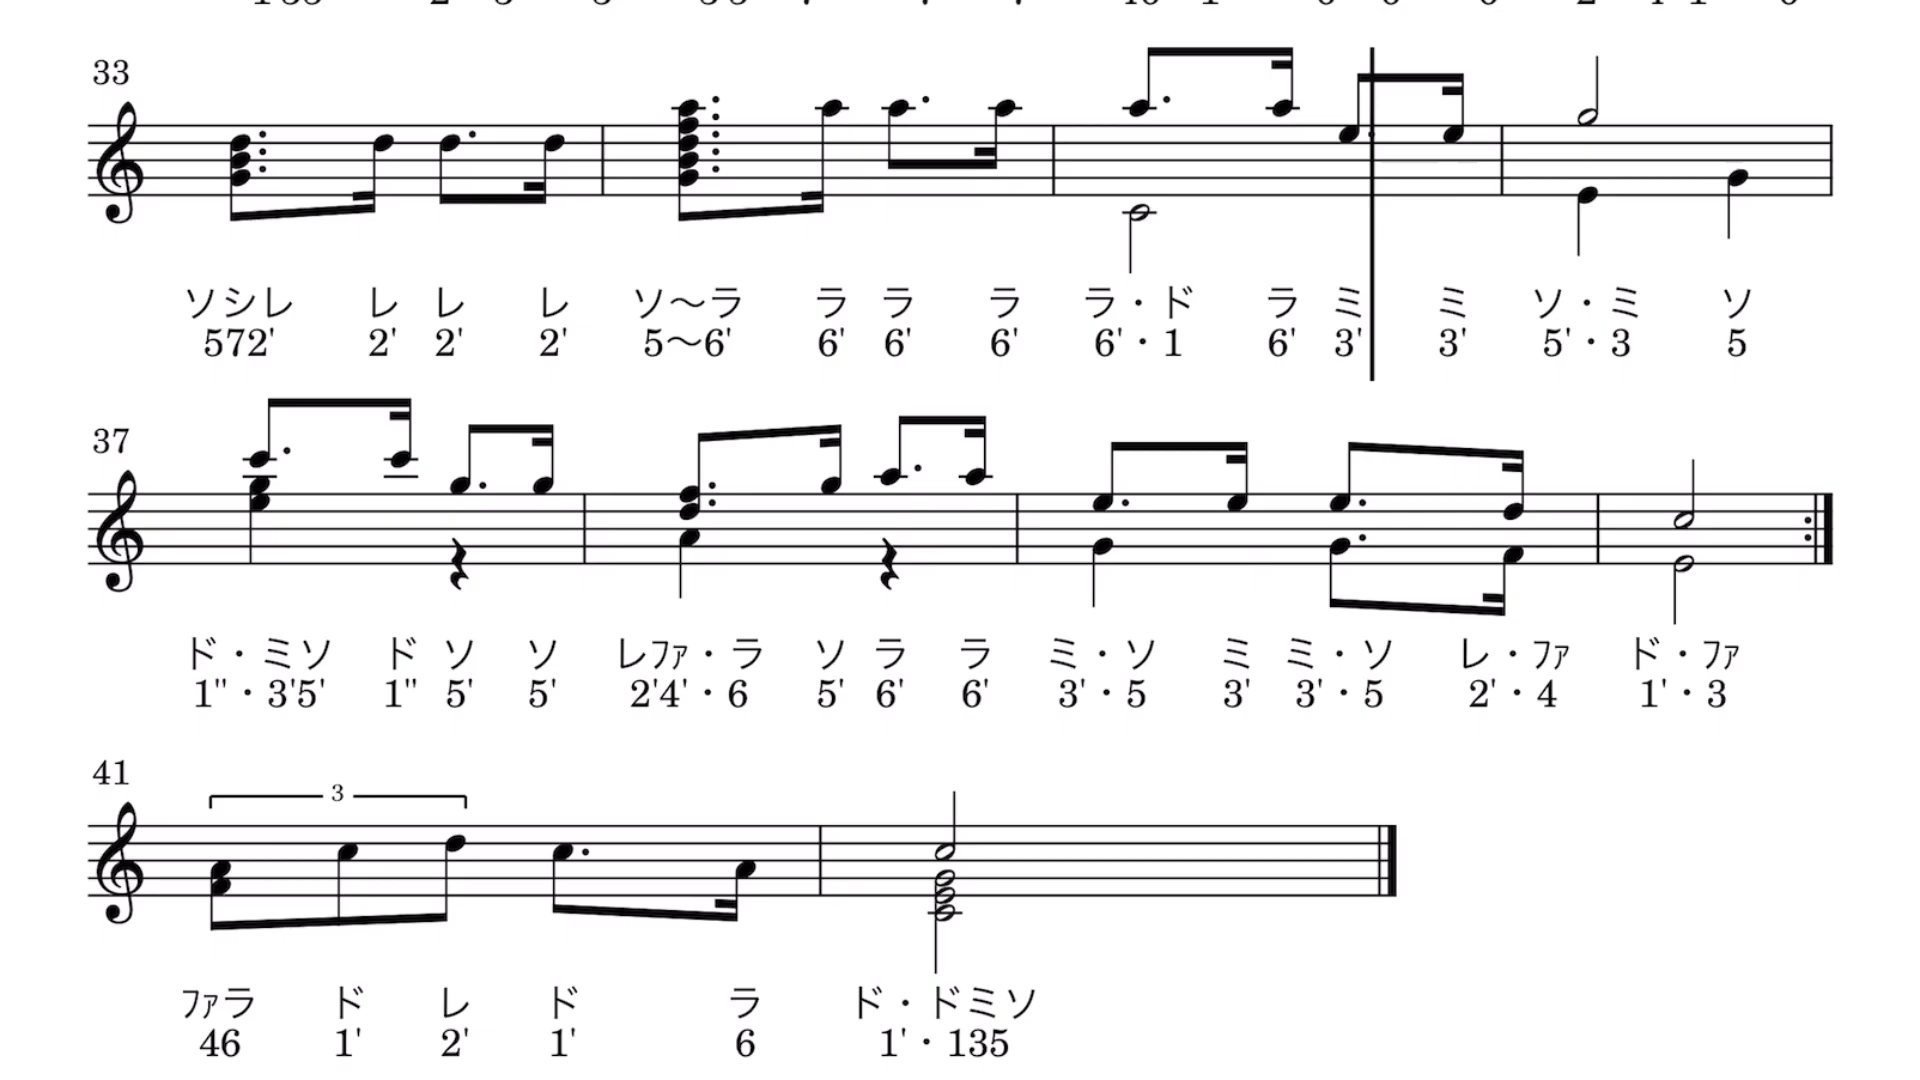 33
ソシレ レ レ レ ソ〜ラ ラ ラ ラ ラ・ド ラ ミ ミ ソ・ミ ソ
572' 2' 2' 2' 5〜6' 6' 6' 6' 6'・1 6' 3' 3' 5'・3 5
37
ド・ミソ ド ソ ソ レファ・ラ ソ ラ ラ ミ・ソ ミ ミ・ソ レ・ファ ド・ファ
1"・3'5' 1" 5' 5' 2'4'・6 5' 6' 6' 3'・5 3' 3'・5 2'・4 1'・3
41
3
ファラ ド レ ド ラ ド・ドミソ
46 1' 2' 1' 6 1'・135